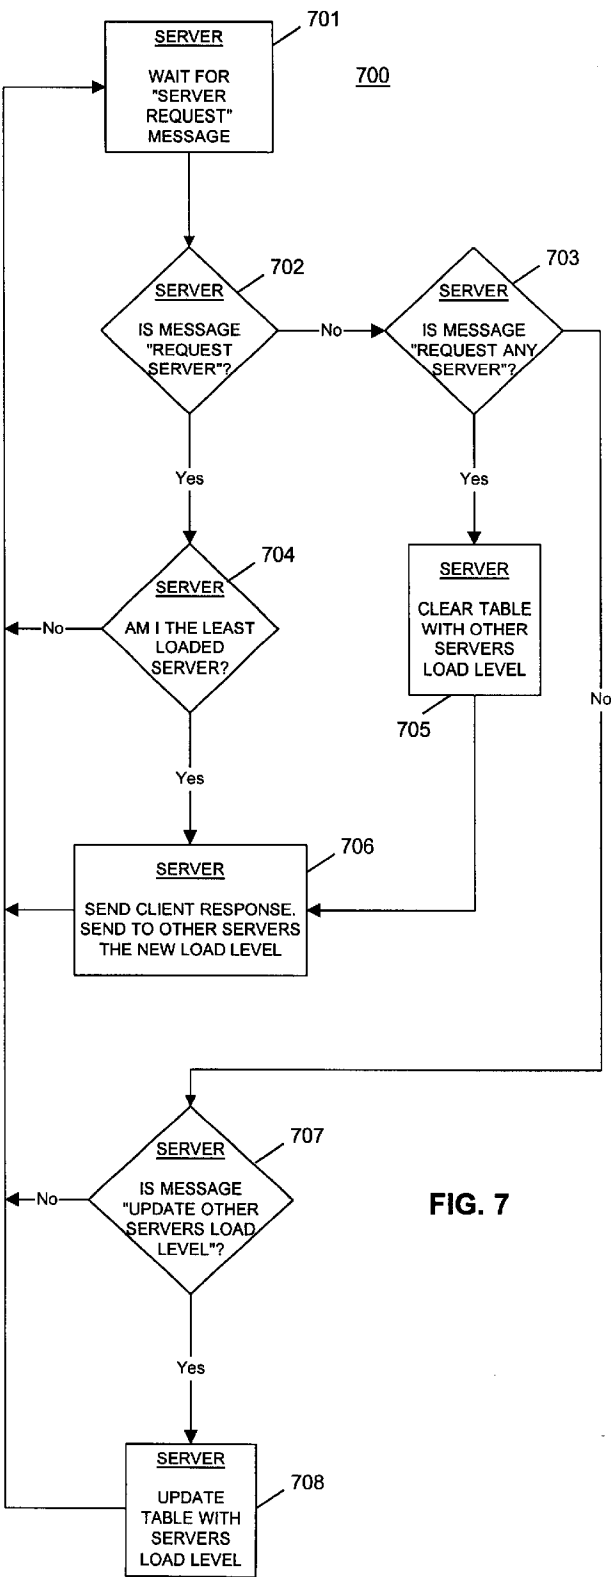 701
SERVER
WAIT FOR
"SERVER
REQUEST"
MESSAGE
700
702
SERVER
IS MESSAGE
"REQUEST
SERVER"?
No
703
SERVER
IS MESSAGE
"REQUEST ANY
SERVER"?
Yes
Yes
704
SERVER
AM I THE LEAST
LOADED
SERVER?
No
SERVER
CLEAR TABLE
WITH OTHER
SERVERS
LOAD LEVEL
705
No
Yes
706
SERVER
SEND CLIENT RESPONSE.
SEND TO OTHER SERVERS
THE NEW LOAD LEVEL
707
SERVER
IS MESSAGE
"UPDATE OTHER
SERVERS LOAD
LEVEL"?
No
FIG. 7
Yes
708
SERVER
UPDATE
TABLE WITH
SERVERS
LOAD LEVEL